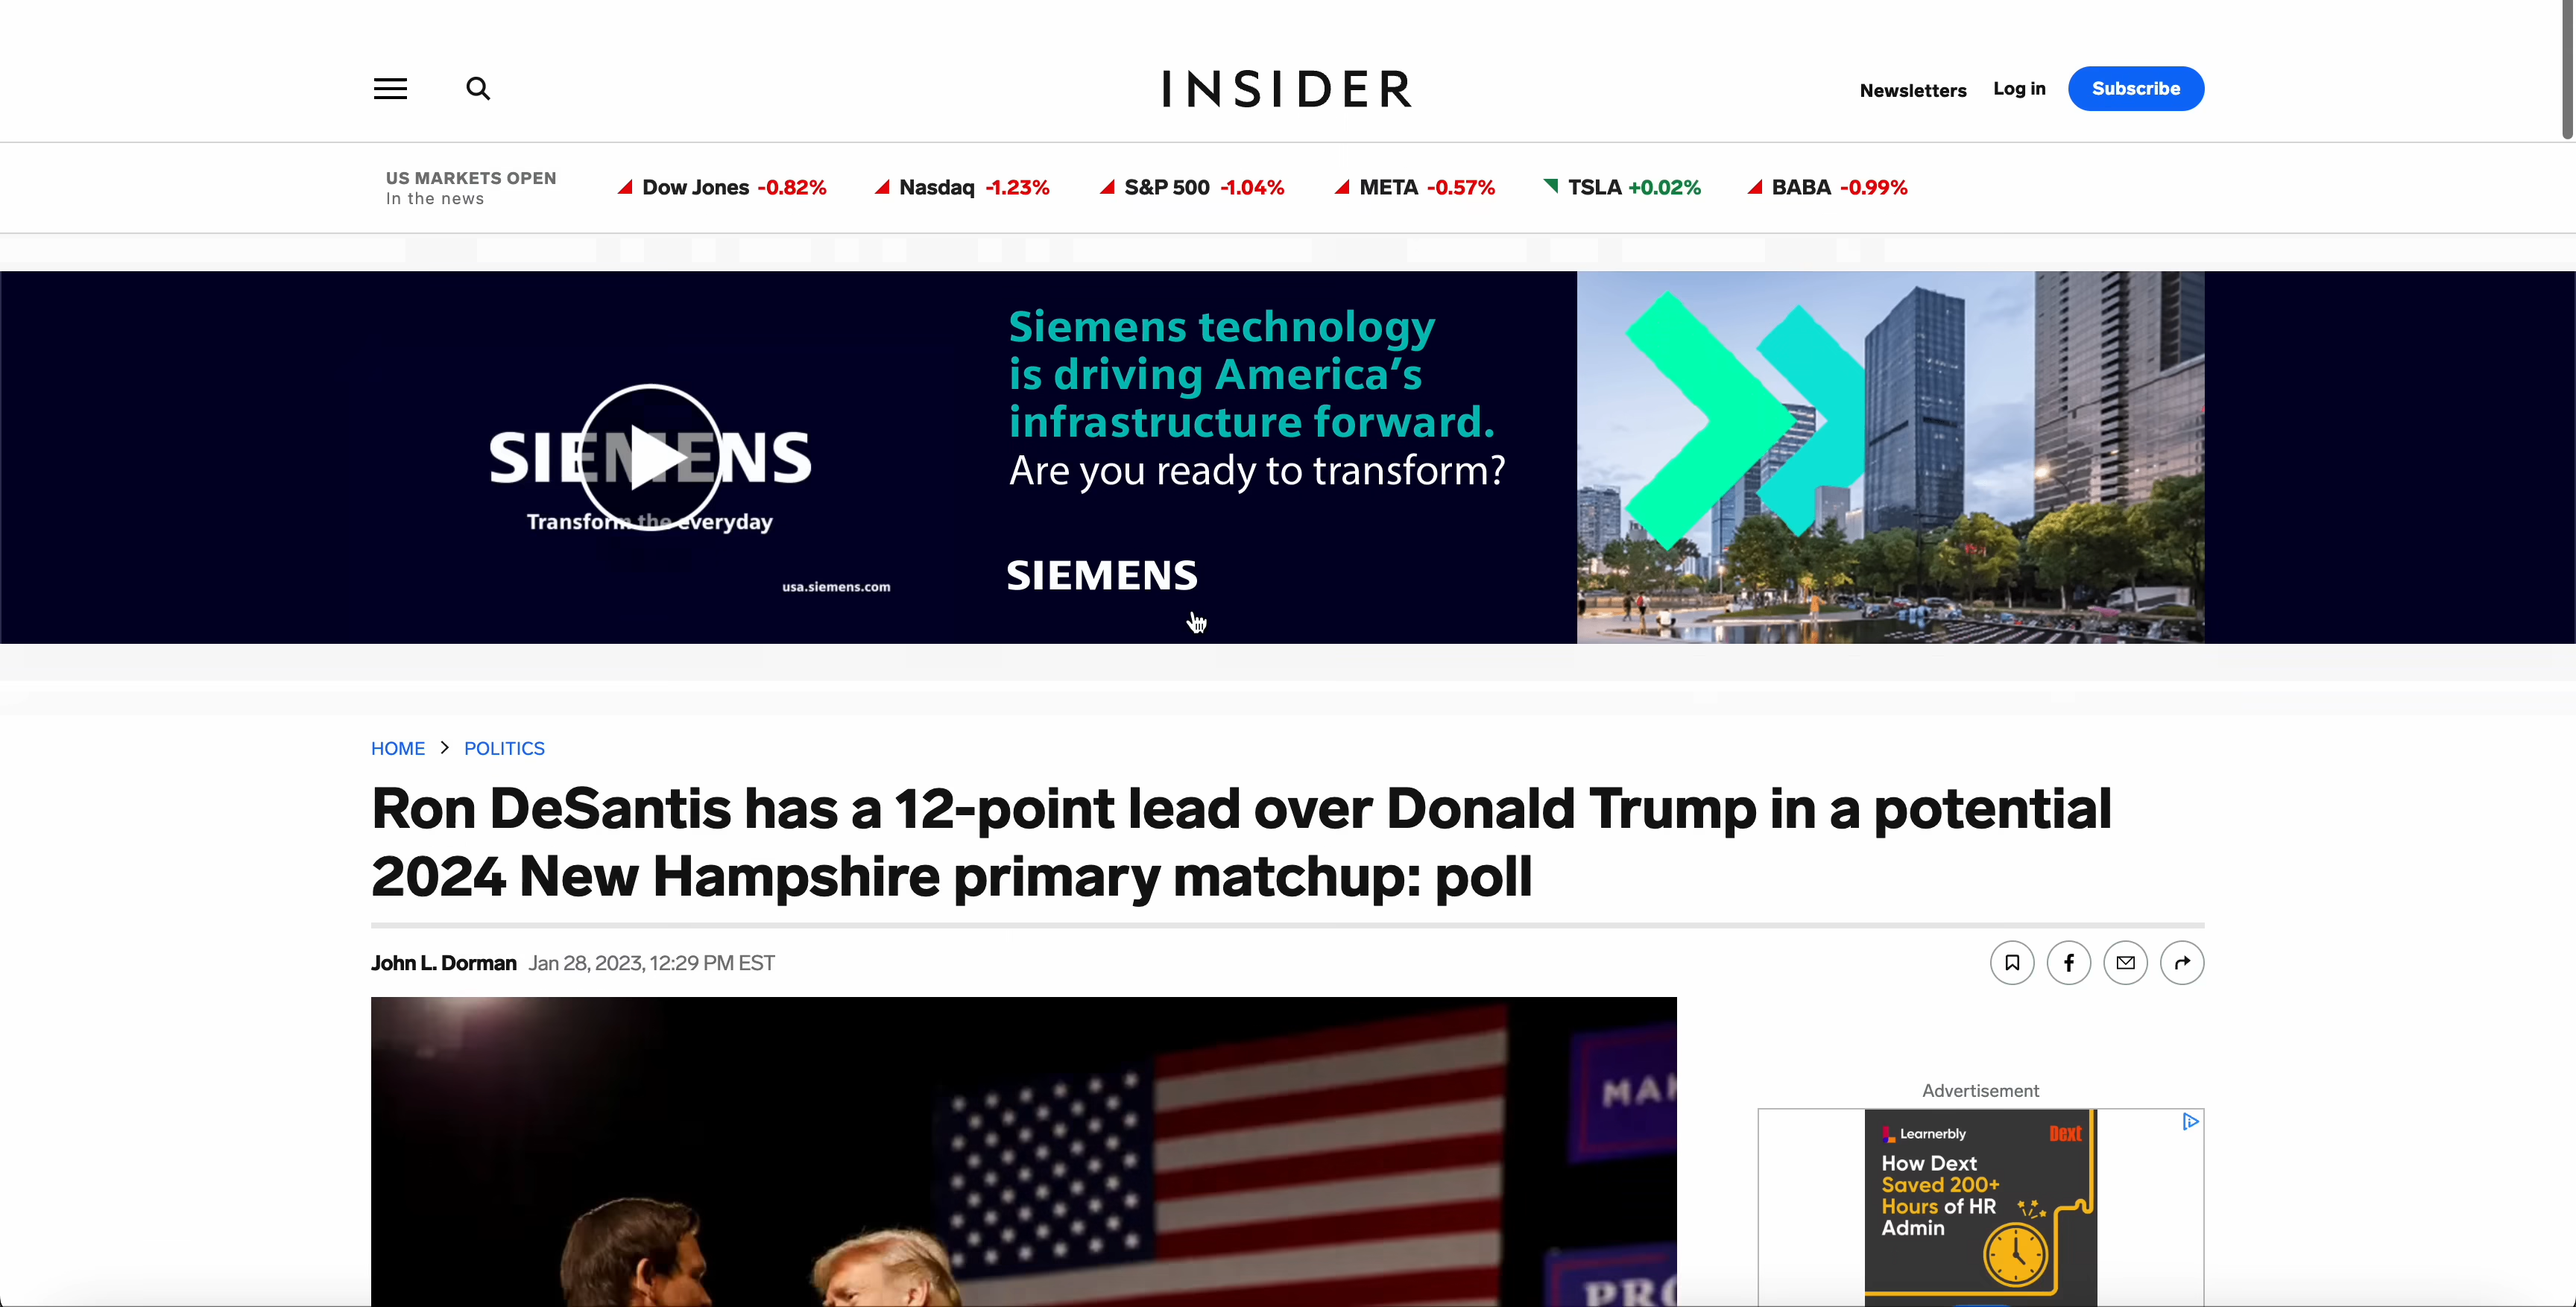 INSIDER
Newsletters
Log in
Subscribe
US MARKETS OPEN
In the news
Dow Jones -0.82%
Nasdaq -1.23%
S&P 500 -1.04%
META -0.57%
TSLA +0.02%
BABA -0.99%
SIEMENS
Transform the everyday
usa.siemens.com
Siemens technology
is driving America’s
infrastructure forward.
Are you ready to transform?
SIEMENS
HOME > POLITICS
Ron DeSantis has a 12-point lead over Donald Trump in a potential
2024 New Hampshire primary matchup: poll
John L. Dorman Jan 28, 2023, 12:29 PM EST
Advertisement
Learnerbly
Dext
How Dext
Saved 200+
Hours of HR
Admin